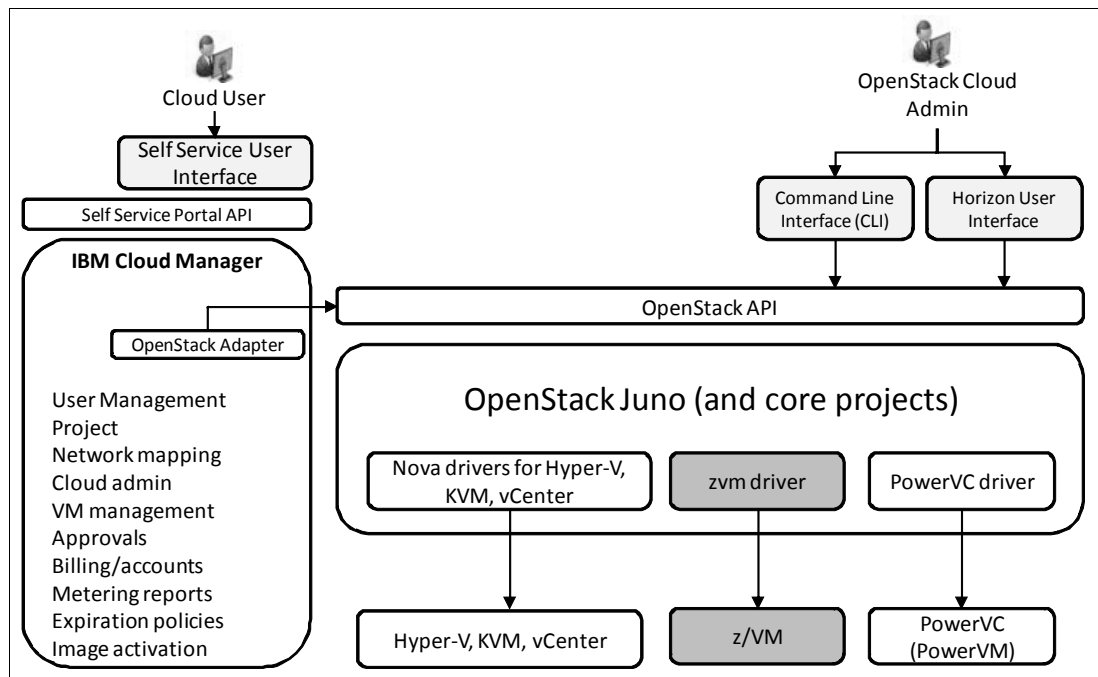 Cloud User
Self Service User
Interface
Self Service Portal API
IBM Cloud Manager
OpenStack Adapter
User Management
Project
Network mapping
Cloud admin
VM management
Approvals
Billing/accounts
Metering reports
Expiration policies
Image activation
OpenStack Cloud
Admin
Command Line
Interface (CLI)
Horizon User
Interface
OpenStack API
OpenStack Juno (and core projects)
Nova drivers for Hyper-V,
KVM, vCenter
zvm driver
PowerVC driver
Hyper-V, KVM, vCenter
z/VM
PowerVC
(PowerVM)